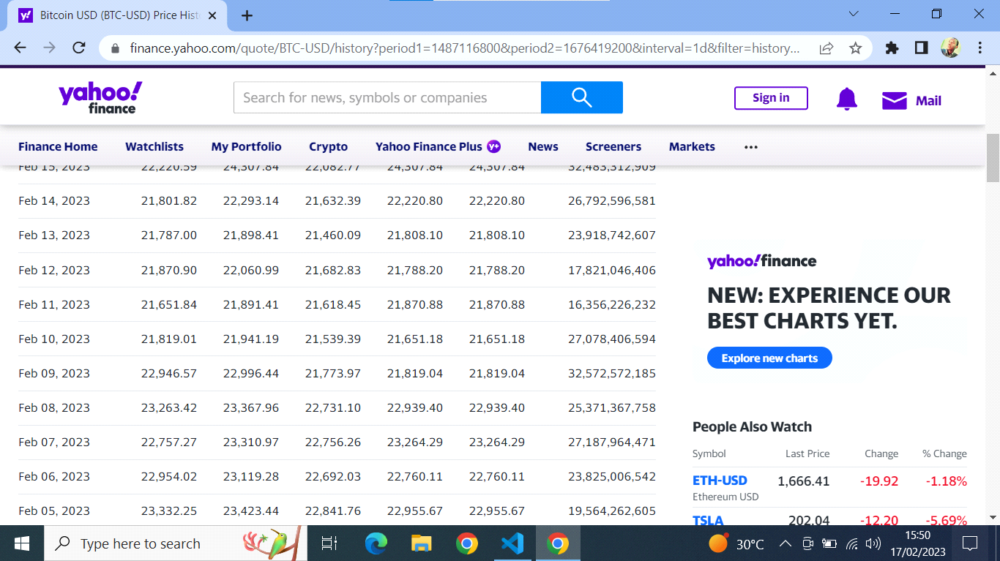 Bitcoin USD (BTC-USD) Price Hist
finance.yahoo.com/quote/BTC-USD/history?period1=1487116800&period2=1676419200&interval=1d&filter=history...
yahoo!
finance
Search for news, symbols or companies
Sign in
Mail
Finance Home Watchlists My Portfolio Crypto Yahoo Finance Plus y+ News Screeners Markets ...
Feb 15, 2023 22,220.59 24,307.84 22,082.77 24,307.84 24,307.84 32,483,312,909
Feb 14, 2023 21,801.82 22,293.14 21,632.39 22,220.80 22,220.80 26,792,596,581
Feb 13, 2023 21,787.00 21,898.41 21,460.09 21,808.10 21,808.10 23,918,742,607
Feb 12, 2023 21,870.90 22,060.99 21,682.83 21,788.20 21,788.20 17,821,046,406
Feb 11, 2023 21,651.84 21,891.41 21,618.45 21,870.88 21,870.88 16,356,226,232
Feb 10, 2023 21,819.01 21,941.19 21,539.39 21,651.18 21,651.18 27,078,406,594
Feb 09, 2023 22,946.57 22,996.44 21,773.97 21,819.04 21,819.04 32,572,572,185
Feb 08, 2023 23,263.42 23,367.96 22,731.10 22,939.40 22,939.40 25,371,367,758
Feb 07, 2023 22,757.27 23,310.97 22,756.26 23,264.29 23,264.29 27,187,964,471
Feb 06, 2023 22,954.02 23,119.28 22,692.03 22,760.11 22,760.11 23,825,006,542
Feb 05, 2023 23,332.25 23,423.44 22,841.76 22,955.67 22,955.67 19,564,262,605
yahoo!finance
NEW: EXPERIENCE OUR
BEST CHARTS YET.
Explore new charts
People Also Watch
Symbol Last Price Change % Change
ETH-USD 1,666.41 -19.92 -1.18%
Ethereum USD
TSLA 202.04 -12.20 -5.69%
Type here to search
30°C
15:50
17/02/2023